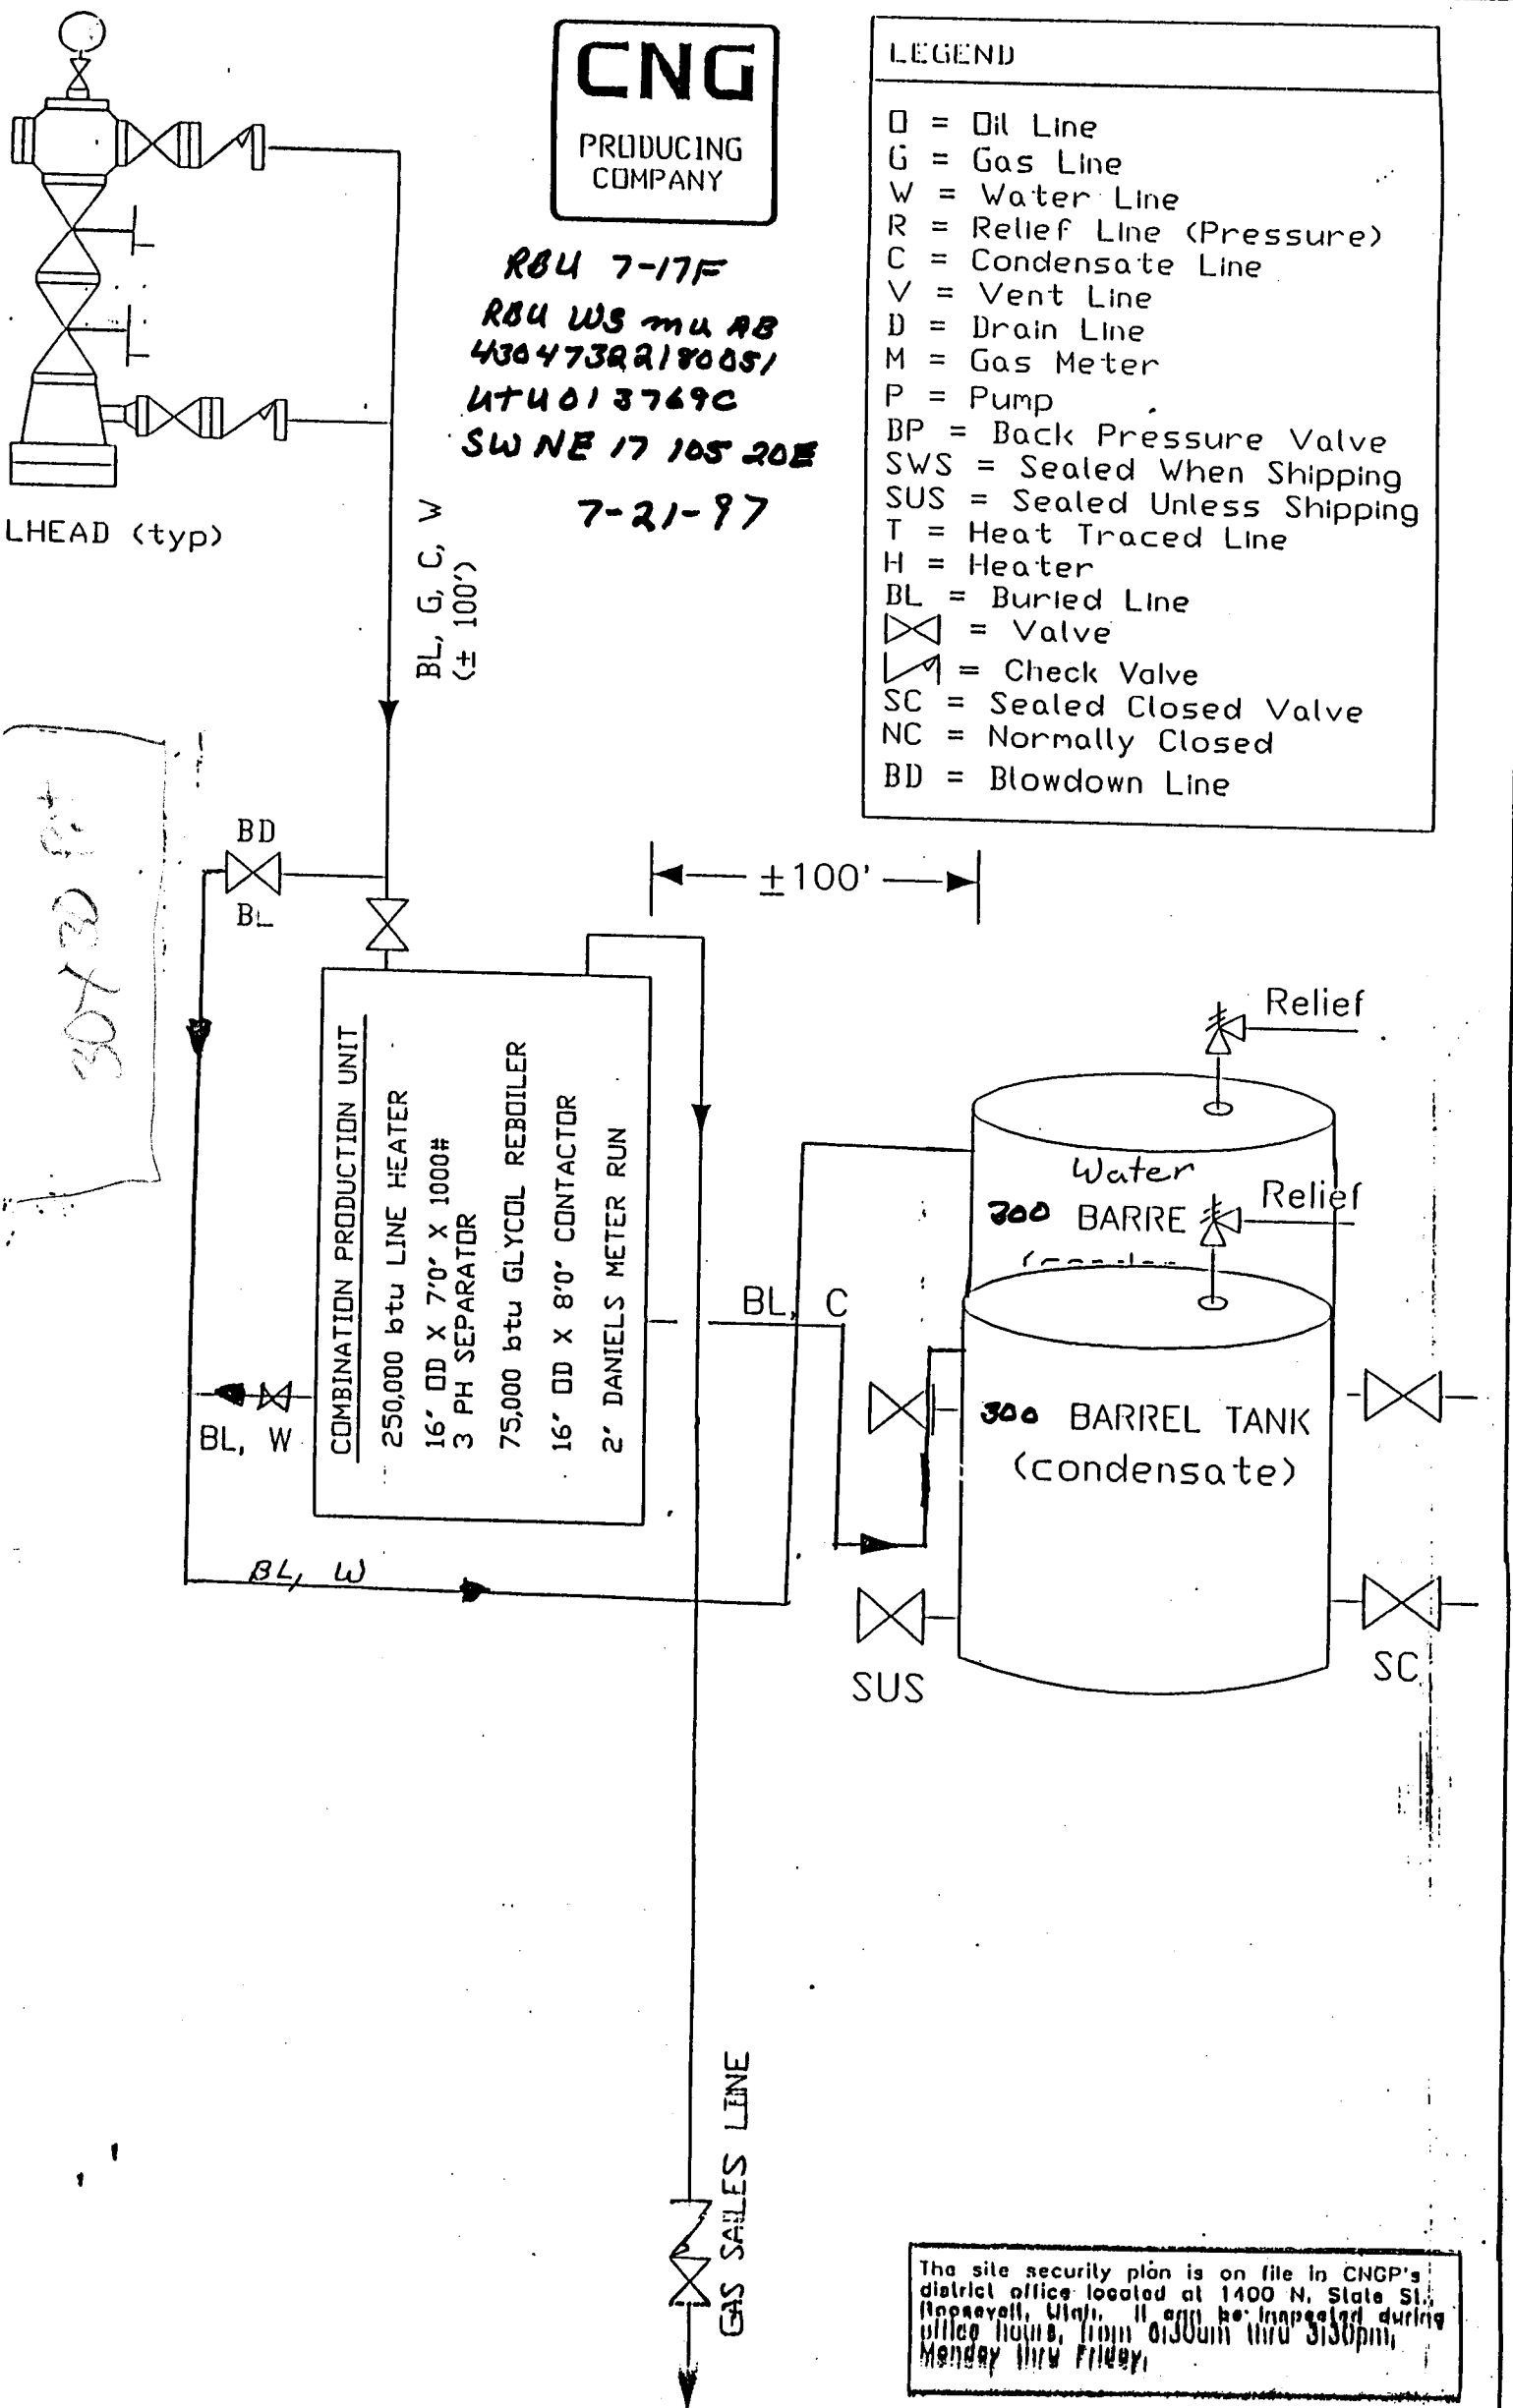 CNG
PRODUCING
COMPANY
RBU 7-17F
RBU WS MU AB
430473221800S1
UTU013769C
SW NE 17 10S 20E
7-21-97
LEGEND
O = Oil Line
G = Gas Line
W = Water Line
R = Relief Line (Pressure)
C = Condensate Line
V = Vent Line
D = Drain Line
M = Gas Meter
P = Pump
BP = Back Pressure Valve
SWS = Sealed When Shipping
SUS = Sealed Unless Shipping
T = Heat Traced Line
H = Heater
BL = Buried Line
= Valve
= Check Valve
SC = Sealed Closed Valve
NC = Normally Closed
BD = Blowdown Line
LHEAD (typ)
BL, G, C, W
(± 100')
30x30 Pit
BD
BL
±100'
COMBINATION PRODUCTION UNIT
250,000 btu LINE HEATER
16" OD X 7'0" X 1000#
3 PH SEPARATOR
75,000 btu GLYCOL REBOILER
16" OD X 8'0" CONTACTOR
2" DANIELS METER RUN
BL, W
BL, W
BL, C
Relief
Water
300 BARRE
Relief
300 BARREL TANK
(condensate)
SUS
SC
GAS SALES LINE
The site security plan is on file in CNGP's
district office located at 1400 N. State St.,
Roosevelt, Utah. It can be inspected during
office hours, from 6:30am thru 3:30pm,
Monday thru Friday.